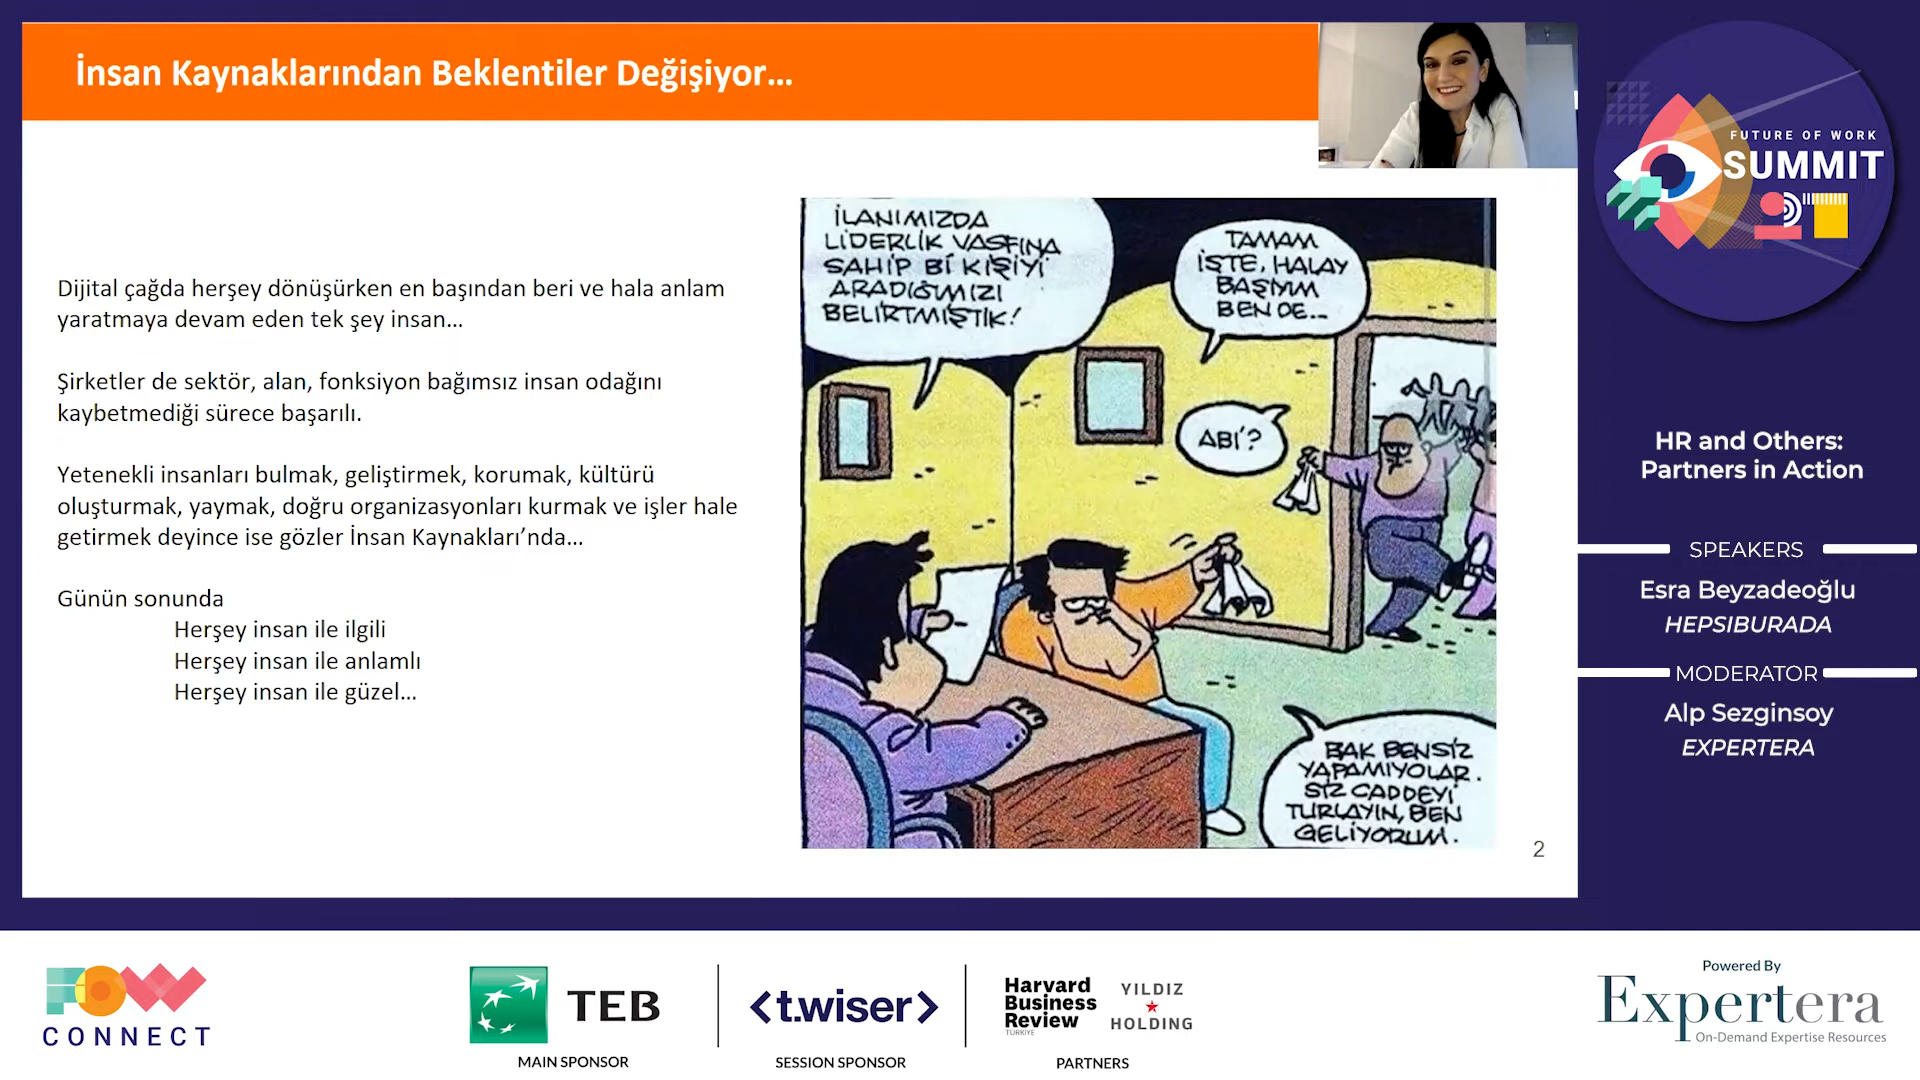 İnsan Kaynaklarından Beklentiler Değişiyor...
Dijital çağda herşey dönüşürken en başından beri ve hala anlam
yaratmaya devam eden tek şey insan...
Şirketler de sektör, alan, fonksiyon bağımsız insan odağını
kaybetmediği sürece başarılı.
Yetenekli insanları bulmak, geliştirmek, korumak, kültürü
oluşturmak, yaymak, doğru organizasyonları kurmak ve işler hale
getirmek deyince ise gözler İnsan Kaynakları'nda...
Günün sonunda
Herşey insan ile ilgili
Herşey insan ile anlamlı
Herşey insan ile güzel...
İLANIMIZDA
LİDERLİK VASFINA
SAHİP Bİ KİŞİYİ
ARADIĞIMIZI
BELİRTMİŞTİK!
TAMAM
İŞTE, HALAY
BAŞIYIM
BEN DE...
ABİ'?
BAK BENSİZ
YAPAMIYOLAR.
SİZ CADDEYİ
TURLAYIN, BEN
GELİYORUM.
2
FUTURE OF WORK
SUMMIT
HR and Others:
Partners in Action
SPEAKERS
Esra Beyzadeoğlu
HEPSIBURADA
MODERATOR
Alp Sezginsoy
EXPERTERA
FOW
CONNECT
TEB
MAIN SPONSOR
<t.wiser>
SESSION SPONSOR
Harvard
Business
Review
TÜRKİYE
YILDIZ
HOLDING
PARTNERS
Powered By
Expertera
On-Demand Expertise Resources